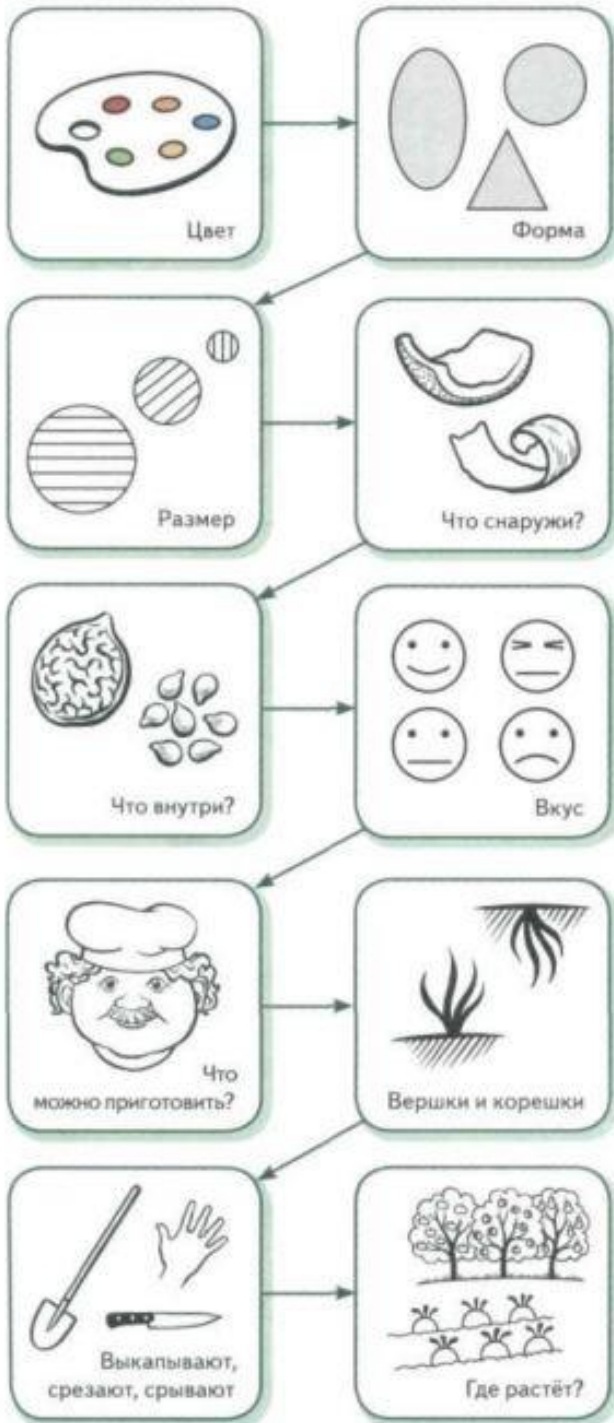 Цвет
Форма
Размер
Что снаружи?
Что внутри?
Вкус
Что
можно приготовить?
Вершки и корешки
Выкапывают,
срезают, срывают
Где растёт?